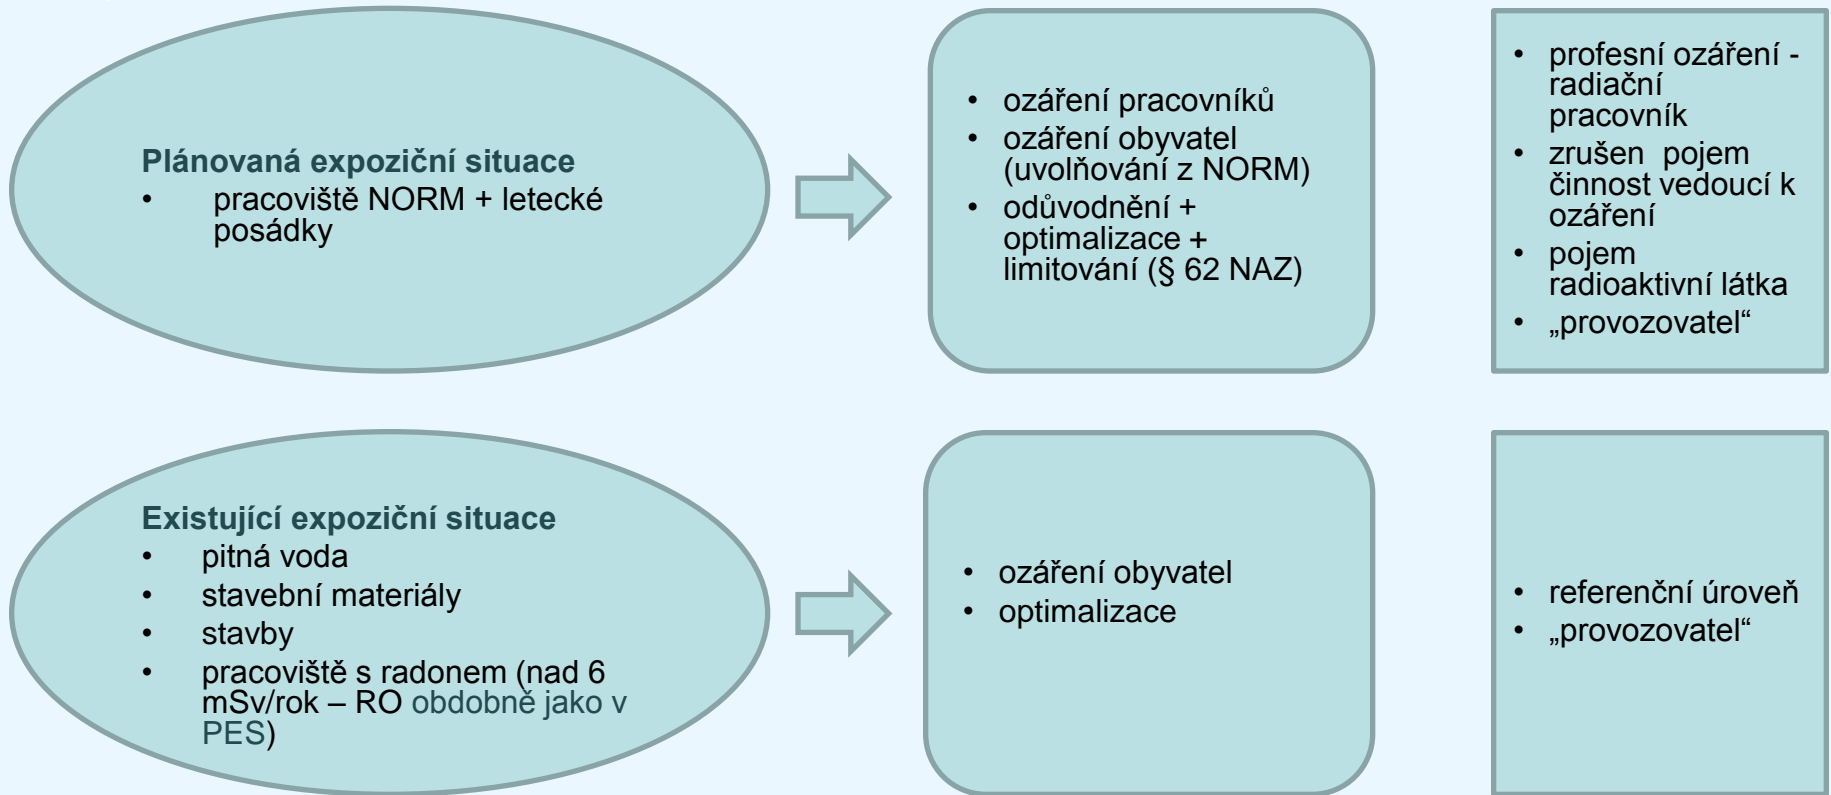 Plánovaná expoziční situace
• pracoviště NORM + letecké
posádky
• ozáření pracovníků
• ozáření obyvatel
(uvolňování z NORM)
• odůvodnění +
optimalizace +
limitování (§ 62 NAZ)
• profesní ozáření -
radiační
pracovník
• zrušen pojem
činnost vedoucí k
ozáření
• pojem
radioaktivní látka
• „provozovatel“
Existující expoziční situace
• pitná voda
• stavební materiály
• stavby
• pracoviště s radonem (nad 6
mSv/rok – RO obdobně jako v
PES)
• ozáření obyvatel
• optimalizace
• referenční úroveň
• „provozovatel“